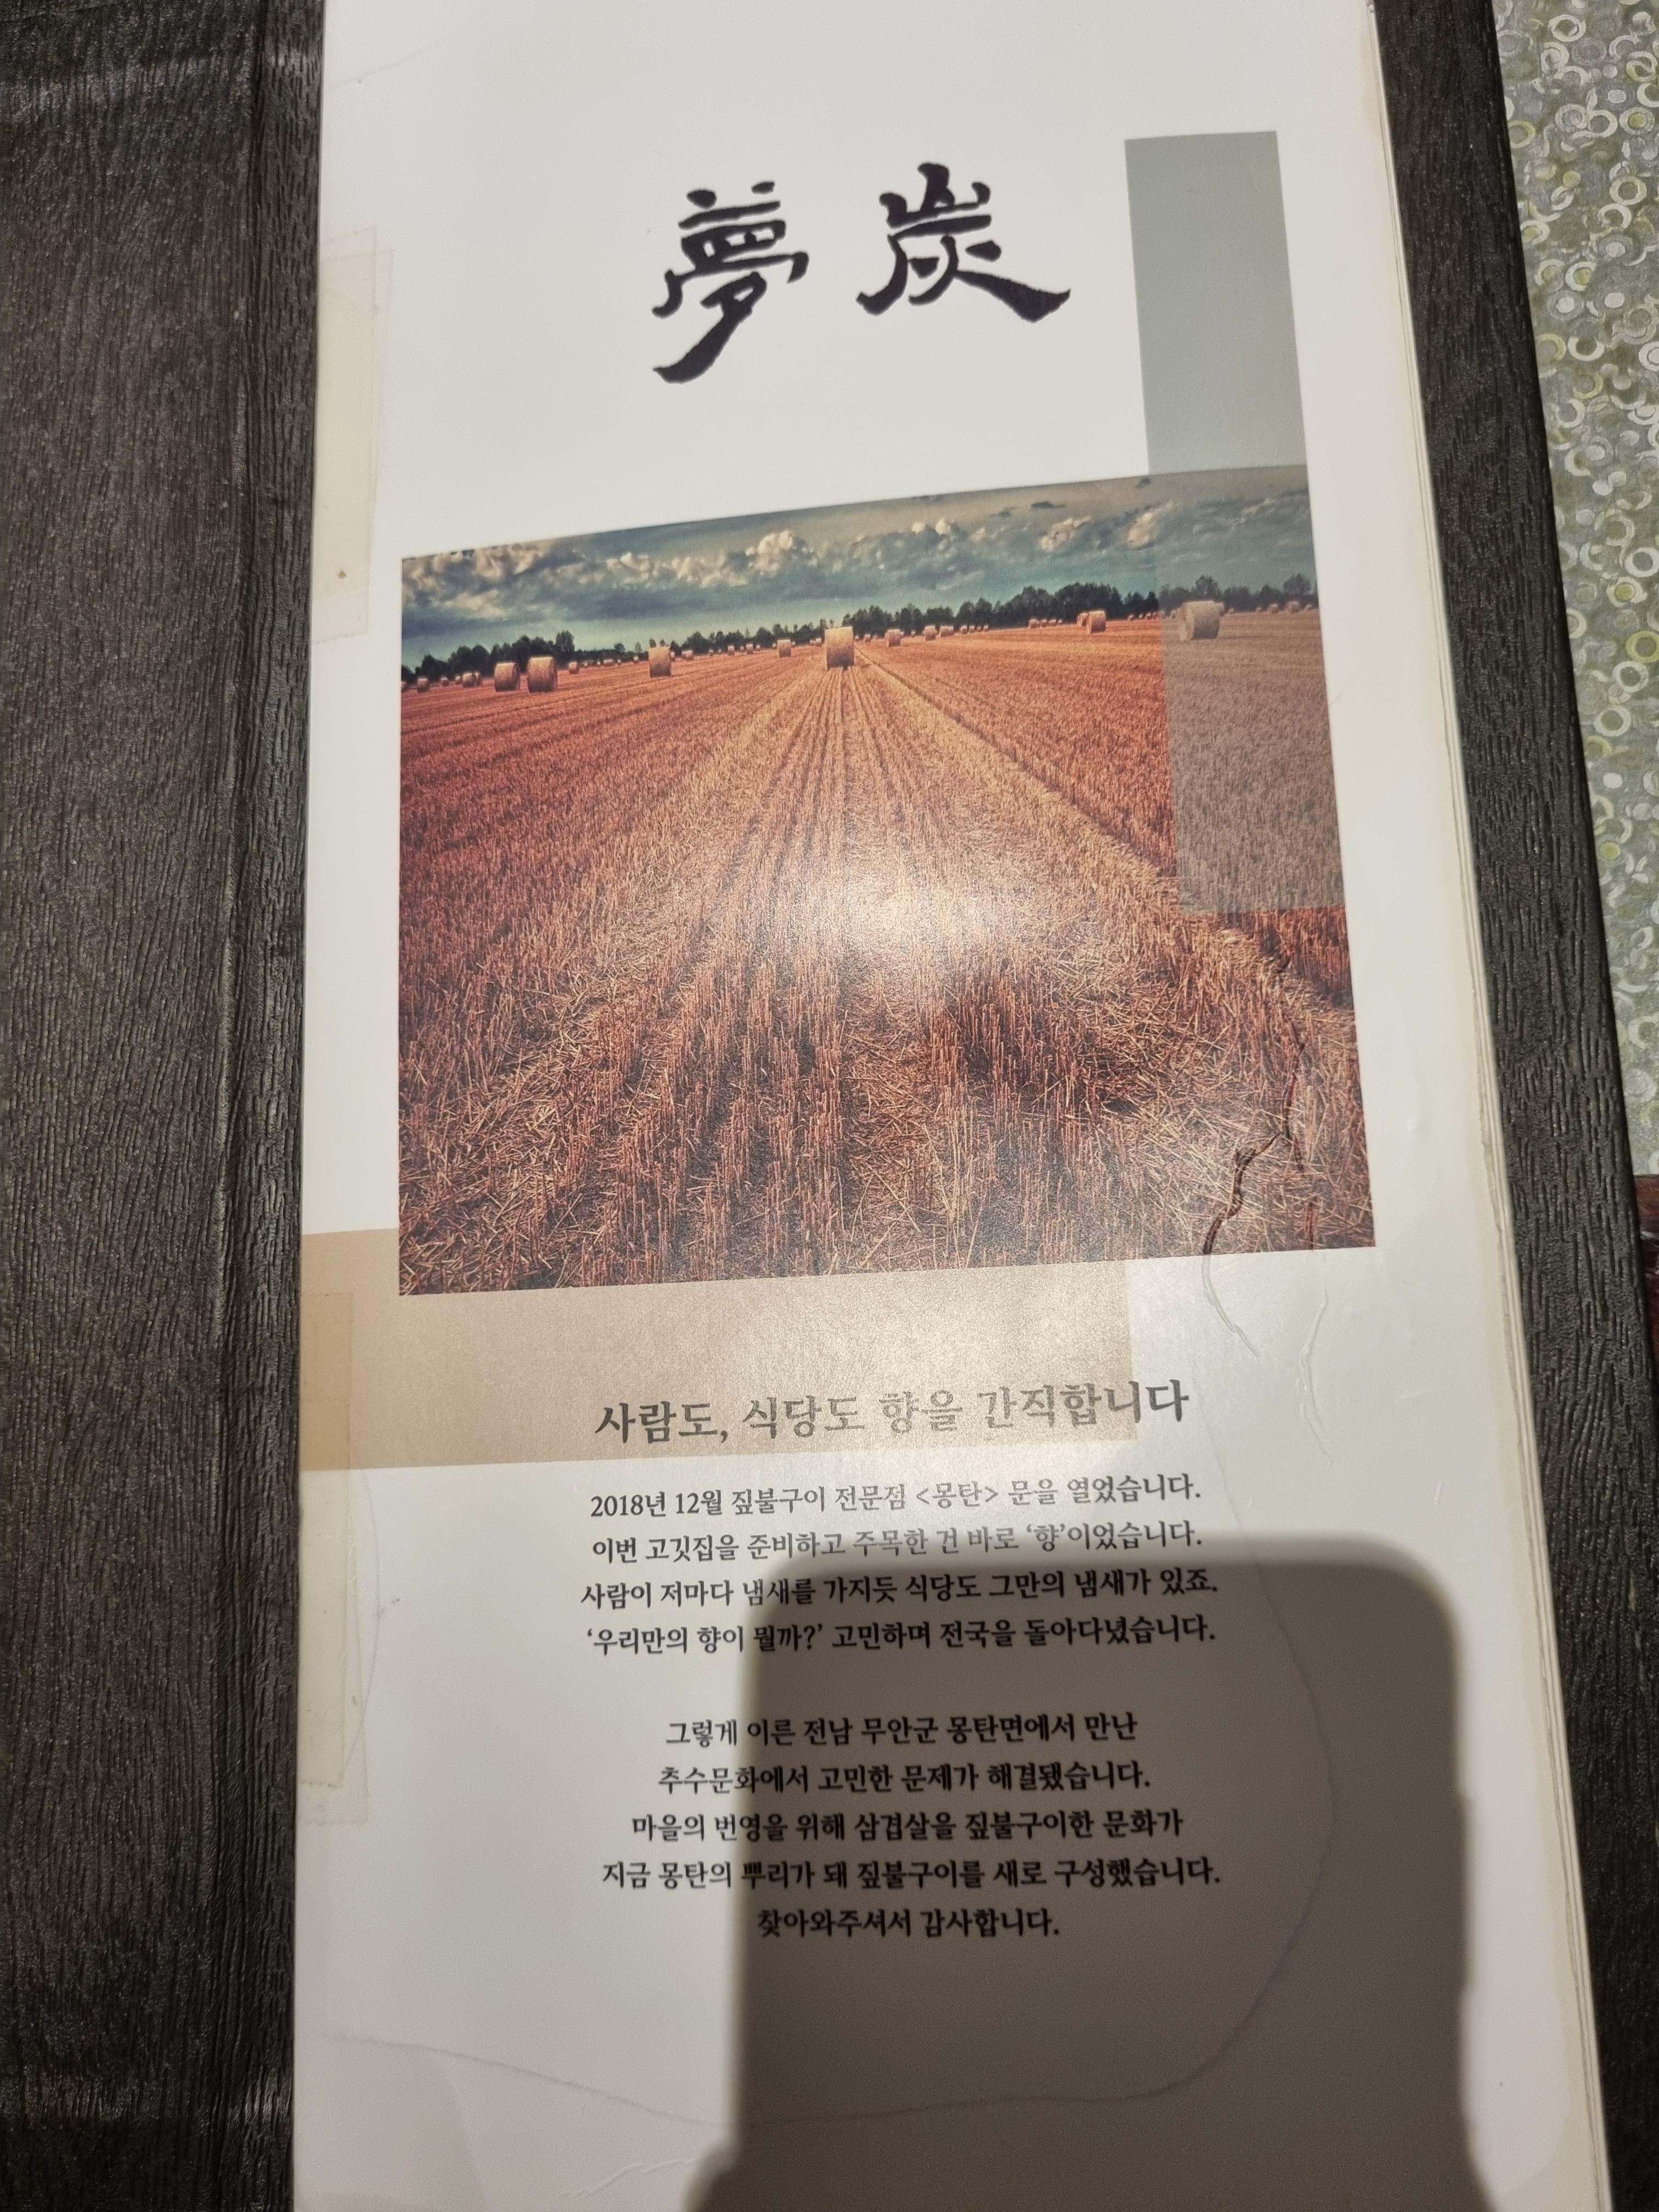 夢炭
사람도, 식당도 향을 간직합니다
2018년 12월 짚불구이 전문점 <몽탄> 문을 열었습니다.
이번 고깃집을 준비하고 주목한 건 바로 '향'이었습니다.
사람이 저마다 냄새를 가지듯 식당도 그만의 냄새가 있죠.
'우리만의 향이 뭘까?' 고민하며 전국을 돌아다녔습니다.
그렇게 이른 전남 무안군 몽탄면에서 만난
추수문화에서 고민한 문제가 해결됐습니다.
마을의 번영을 위해 삼겹살을 짚불구이한 문화가
지금 몽탄의 뿌리가 돼 짚불구이를 새로 구성했습니다.
찾아와주셔서 감사합니다.